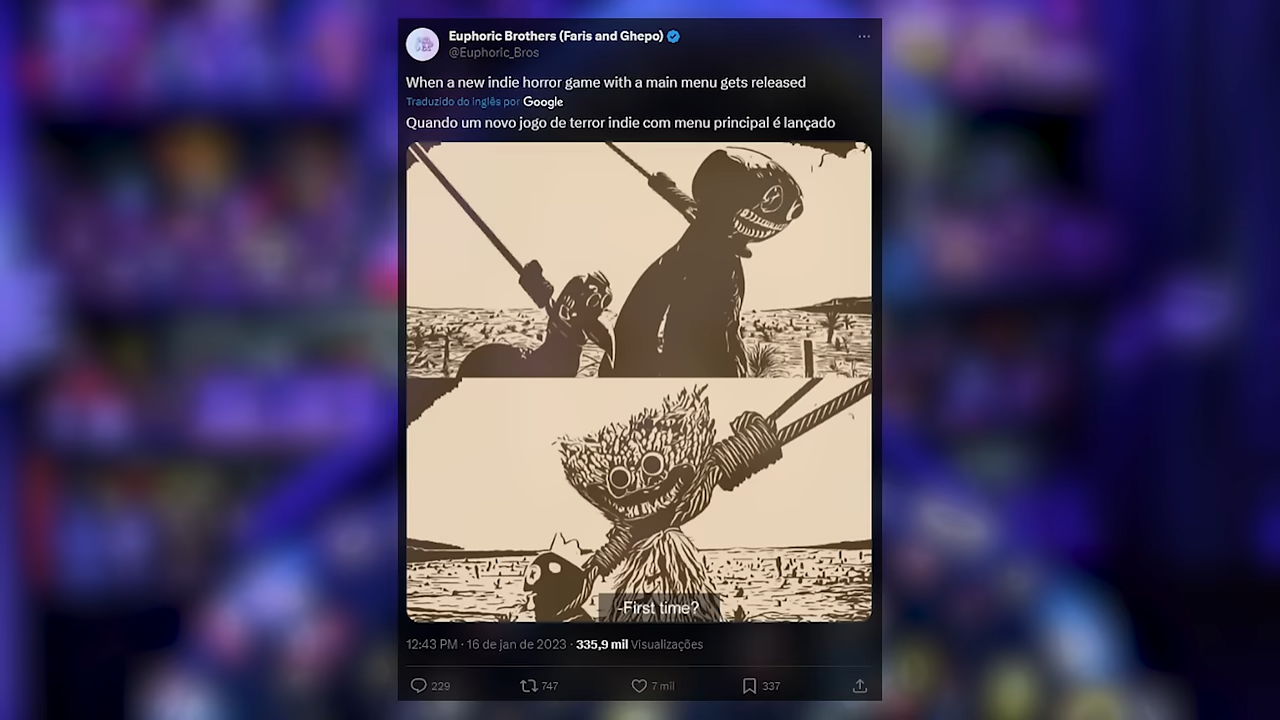 Euphoric Brothers (Faris and Ghepo)
@Euphoric_Bros
When a new indie horror game with a main menu gets released
Traduzido do inglês por Google
Quando um novo jogo de terror indie com menu principal é lançado
-First time?
12:43 PM · 16 de jan de 2023 · 335,9 mil Visualizações
229 747 7 mil 337